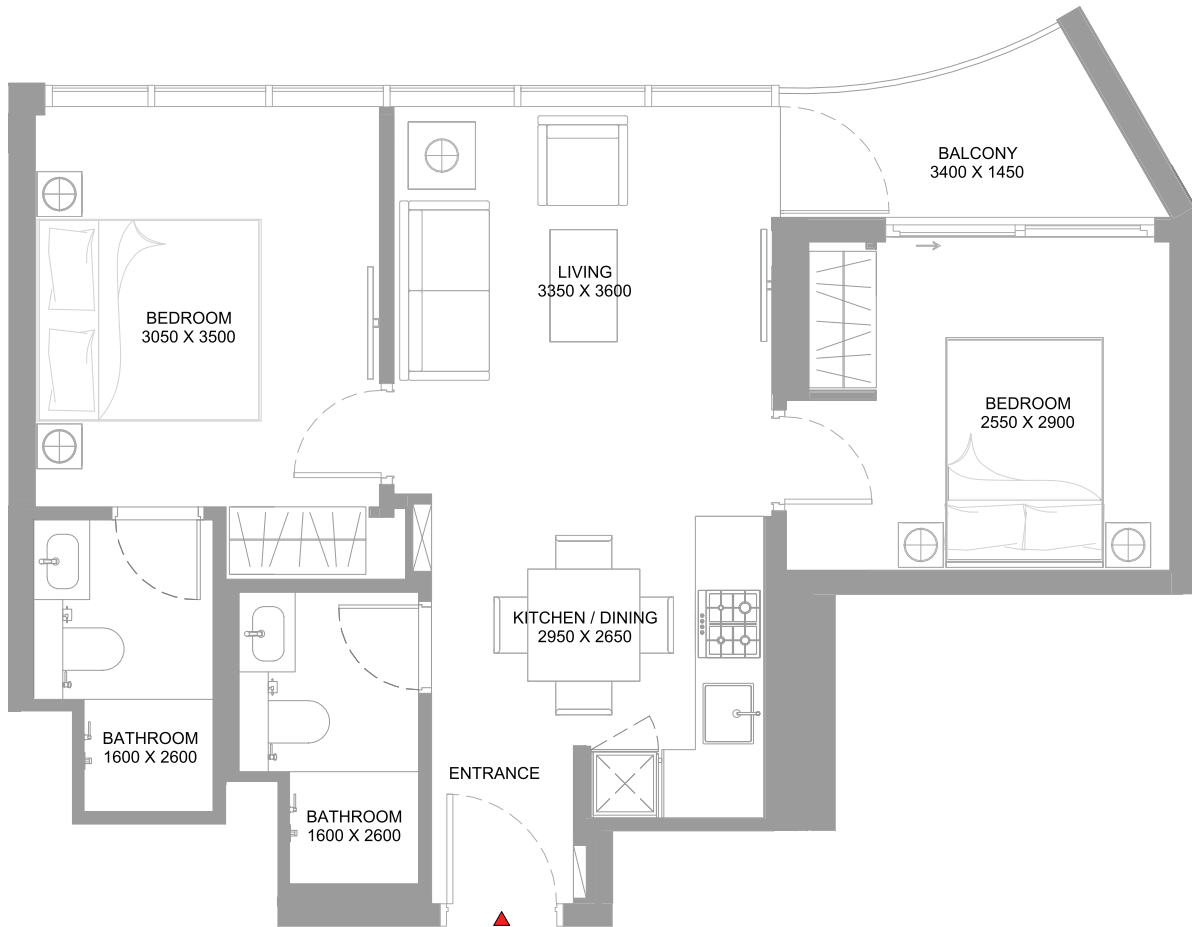 BALCONY
3400 X 1450
LIVING
3350 X 3600
BEDROOM
3050 X 3500
BEDROOM
2550 X 2900
KITCHEN / DINING
2950 X 2650
BATHROOM
1600 X 2600
ENTRANCE
BATHROOM
1600 X 2600